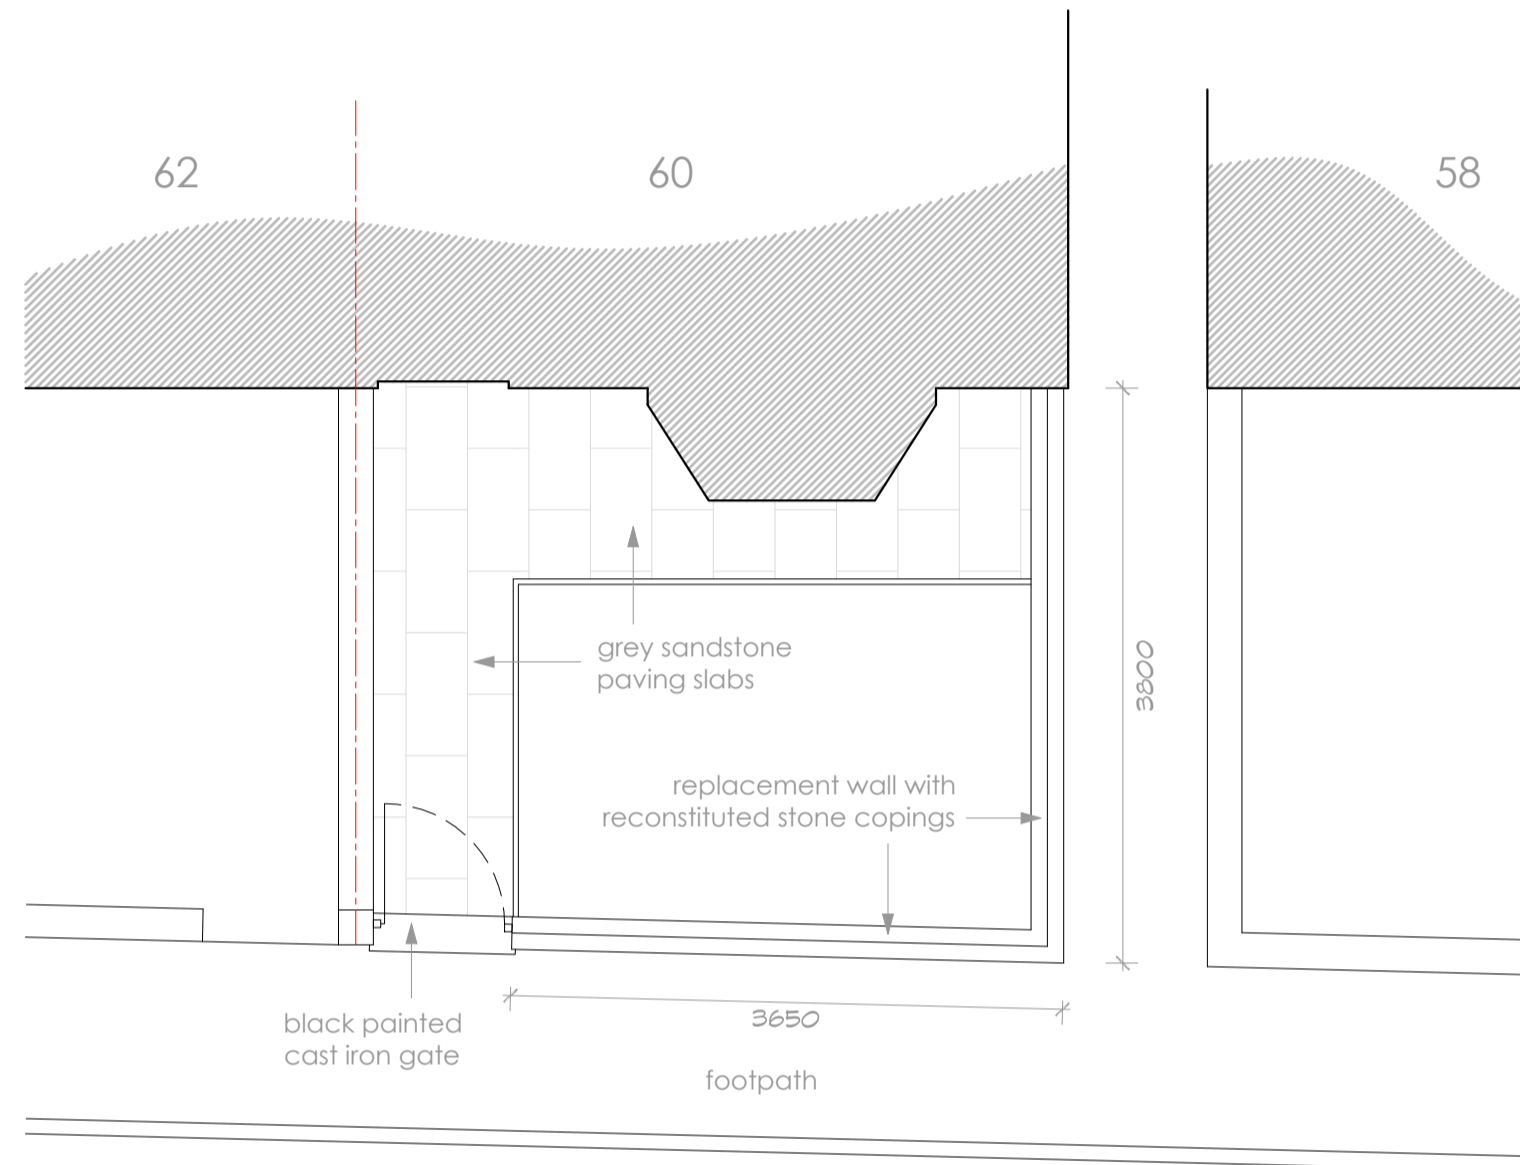 62
60
58
grey sandstone
paving slabs
3800
replacement wall with
reconstituted stone copings
3650
black painted
cast iron gate
footpath